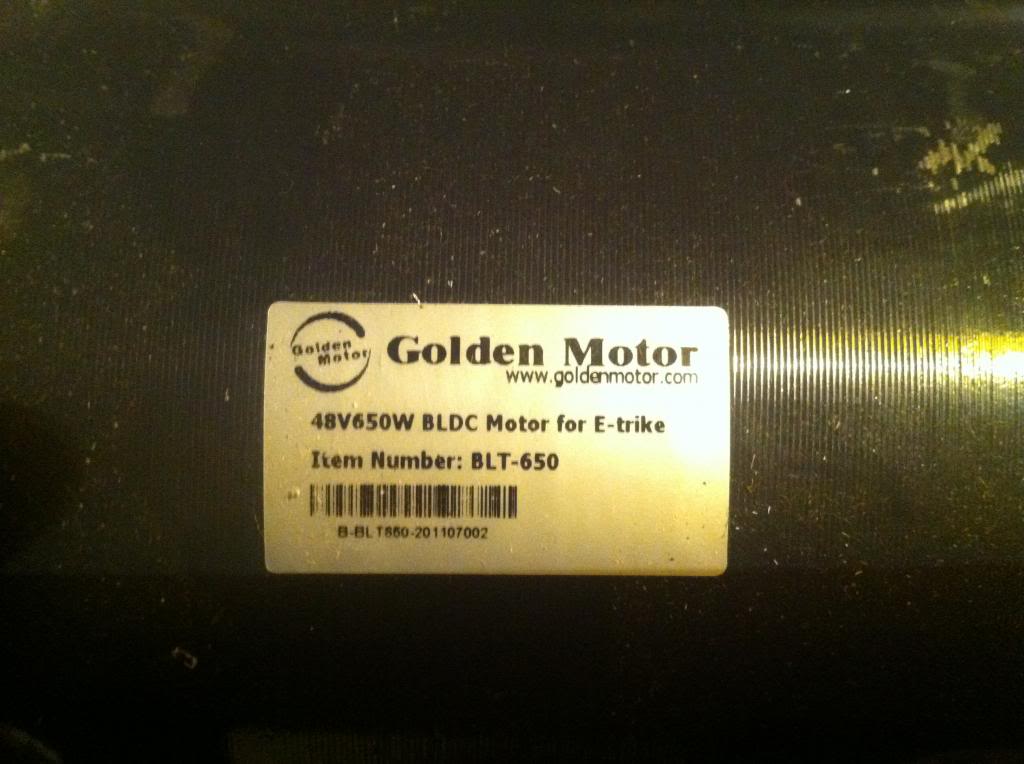 Golden
Motor
Golden Motor
www.goldenmotor.com
48V650W BLDC Motor for E-trike
Item Number: BLT-650
B-BLT650-201107002